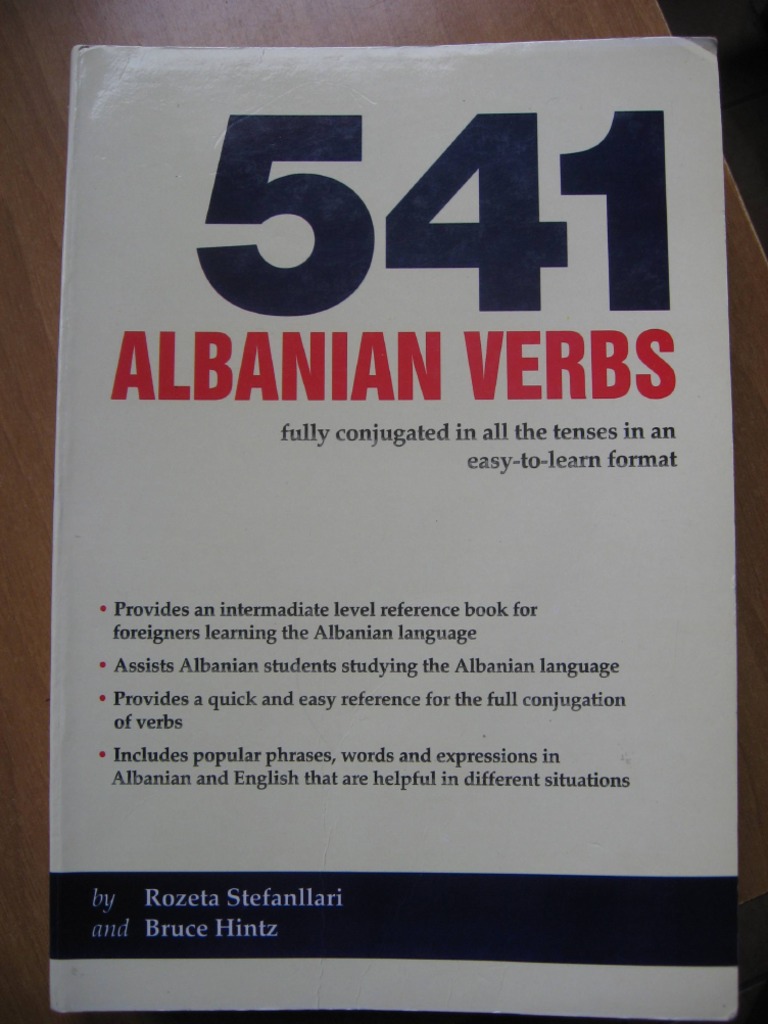 541
ALBANIAN VERBS
fully conjugated in all the tenses in an
easy-to-learn format
• Provides an intermadiate level reference book for
foreigners learning the Albanian language
• Assists Albanian students studying the Albanian language
• Provides a quick and easy reference for the full conjugation
of verbs
• Includes popular phrases, words and expressions in
Albanian and English that are helpful in different situations
by Rozeta Stefanllari
and Bruce Hintz